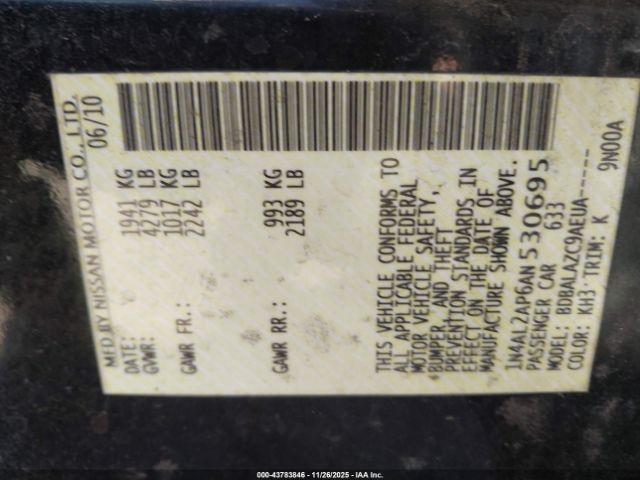 MFD BY NISSAN MOTOR CO., LTD.
DATE: 06/10
GVWR: 1941 KG
4279 LB
GAWR FR.: 1017 KG
2242 LB
GAWR RR.: 993 KG
2189 LB
THIS VEHICLE CONFORMS TO
ALL APPLICABLE FEDERAL
MOTOR VEHICLE SAFETY,
BUMPER, AND THEFT
PREVENTION STANDARDS IN
EFFECT ON THE DATE OF
MANUFACTURE SHOWN ABOVE.
1N4AL2AP6AN530695
PASSENGER CAR 633
MODEL: BDBALAZC9AEUA-----
COLOR: KH3 TRIM: K 9N00A
000-43783846 - 11/26/2025 - IAA Inc.